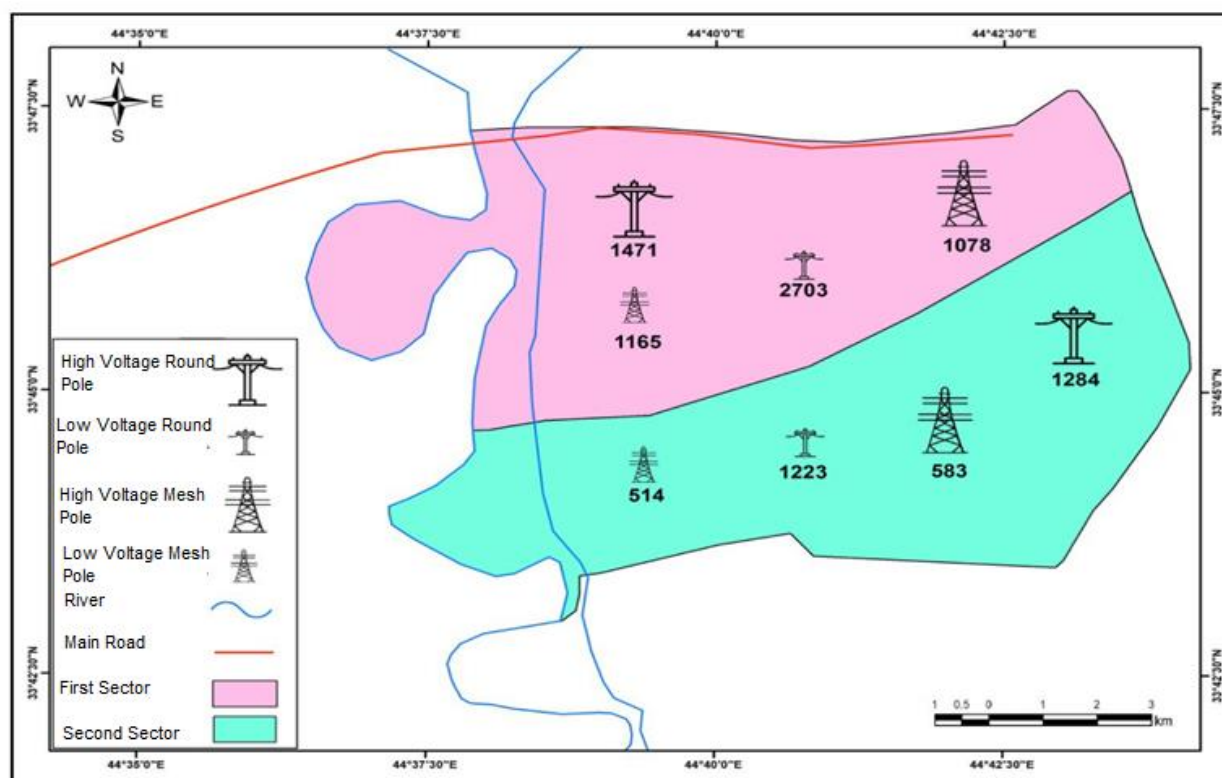 44°35'0"E
44°37'30"E
44°40'0"E
44°42'30"E
33°47'30"N
33°47'30"N
N
W
E
S
1471
1078
2703
1165
33°45'0"N
33°45'0"N
1284
514
1223
583
High Voltage Round
Pole
Low Voltage Round
Pole
High Voltage Mesh
Pole
Low Voltage Mesh
Pole
River
Main Road
First Sector
Second Sector
33°42'30"N
33°42'30"N
1 0.5 0 1 2 3
km
44°35'0"E
44°37'30"E
44°40'0"E
44°42'30"E